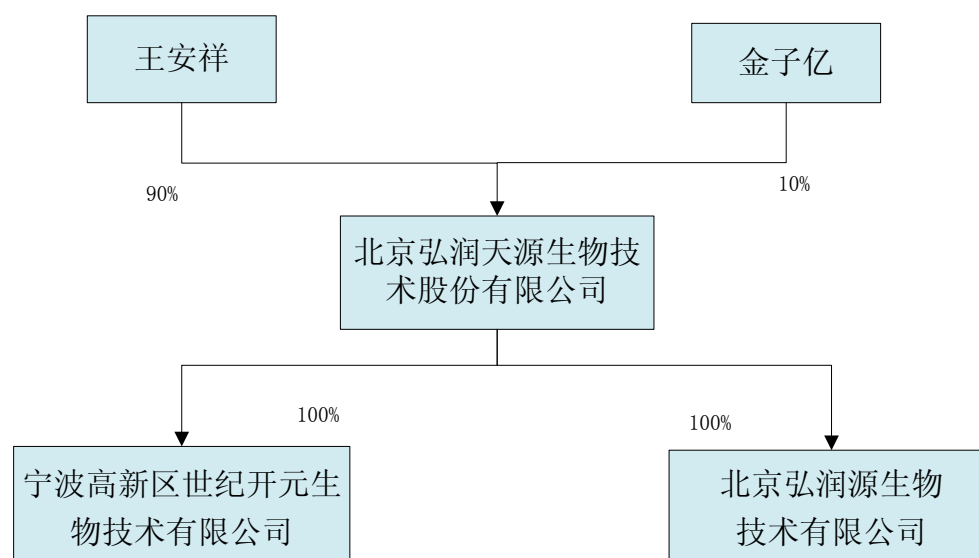 王安祥
金子亿
90%
10%
北京弘润天源生物技
术股份有限公司
100%
100%
宁波高新区世纪开元生
物技术有限公司
北京弘润源生物
技术有限公司